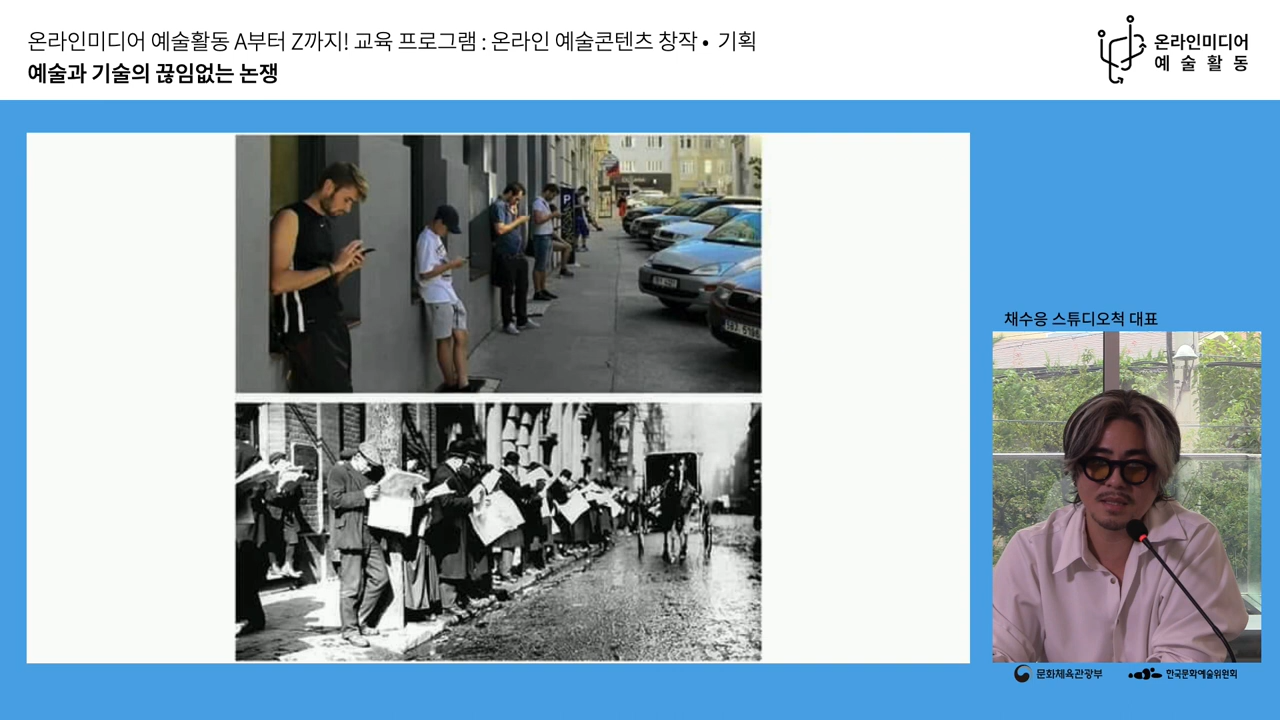 온라인미디어 예술활동 A부터 Z까지! 교육 프로그램 : 온라인 예술콘텐츠 창작 • 기획
예술과 기술의 끊임없는 논쟁
온라인미디어
예 술 활 동
P
채수응 스튜디오척 대표
문화체육관광부
한국문화예술위원회